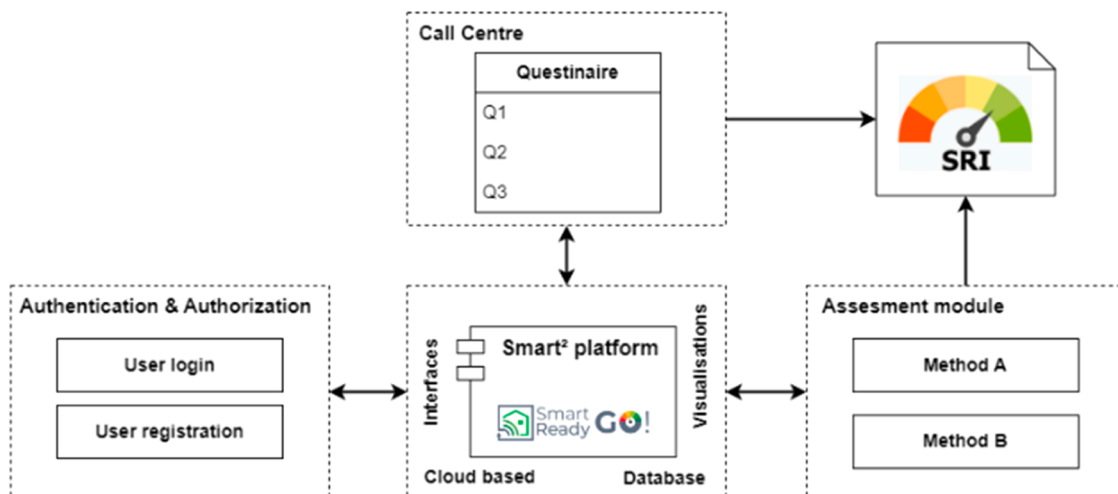 Call Centre
Questinaire
Q1
Q2
Q3
SRI
Authentication & Authorization
User login
User registration
Interfaces
Smart² platform
Smart
Ready
GO!
Visualisations
Cloud based
Database
Assesment module
Method A
Method B